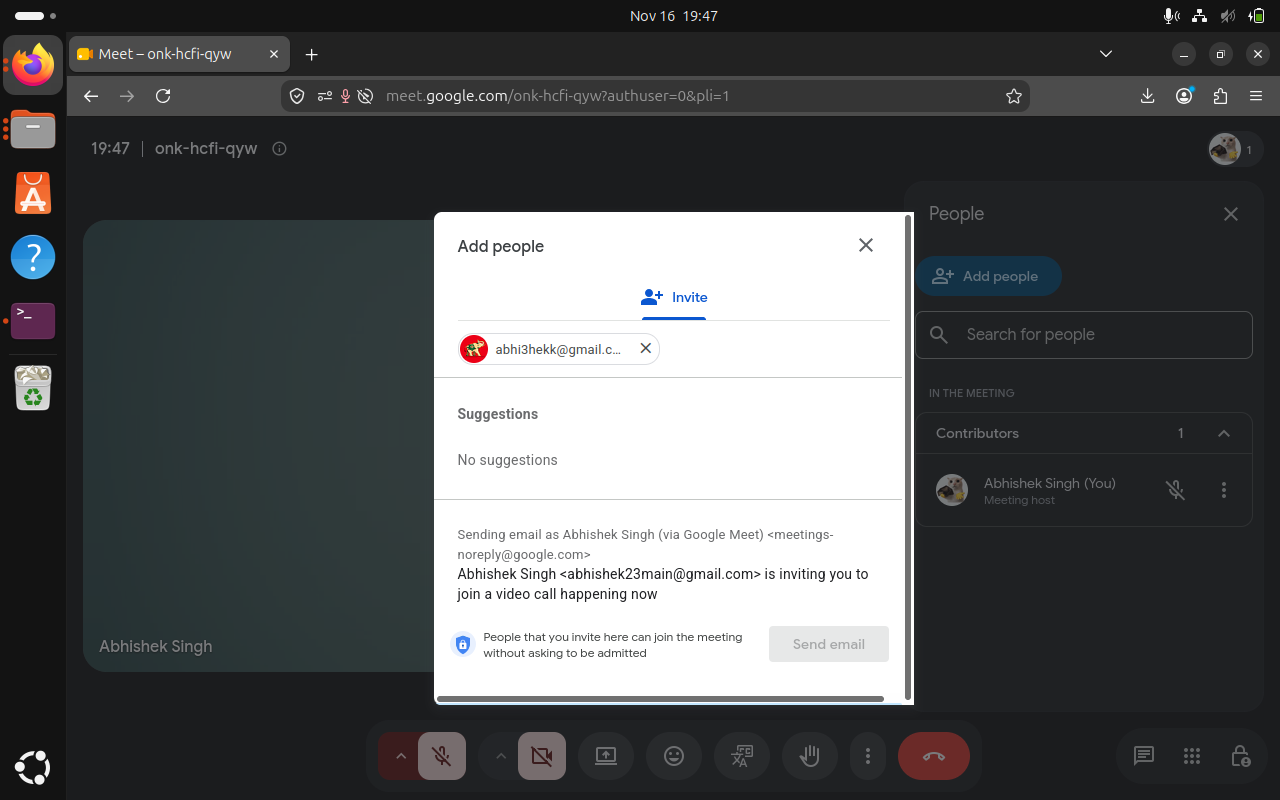 Nov 16 19:47
Meet – onk-hcfi-qyw
meet.google.com/onk-hcfi-qyw?authuser=0&pli=1
19:47
onk-hcfi-qyw
1
People
Add people
Search for people
IN THE MEETING
Contributors
1
Abhishek Singh (You)
Meeting host
Abhishek Singh
Add people
Invite
abhi3hekk@gmail.c...
Suggestions
No suggestions
Sending email as Abhishek Singh (via Google Meet) <meetings-
noreply@google.com>
Abhishek Singh <abhishek23main@gmail.com> is inviting you to
join a video call happening now
People that you invite here can join the meeting
without asking to be admitted
Send email